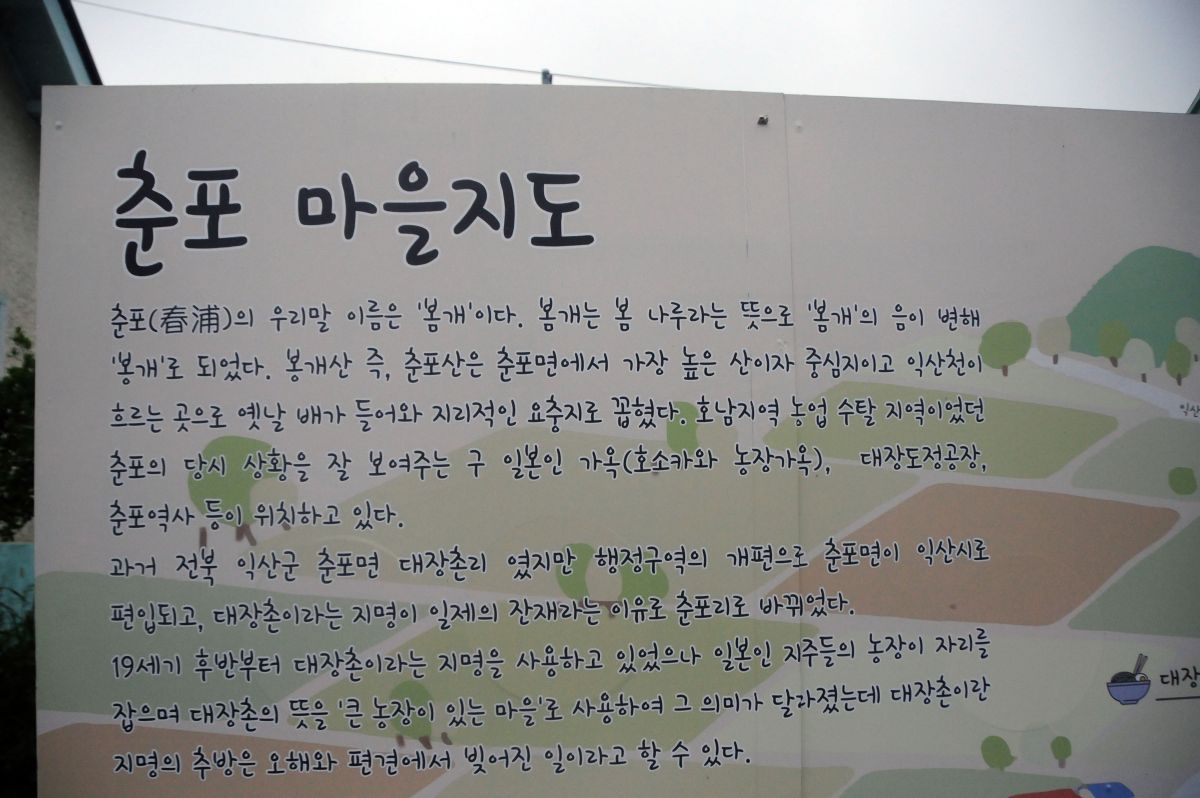 춘포 마을지도
춘포(春浦)의 우리말 이름은 '봄개'이다. 봄개는 봄 나루라는 뜻으로 '봄개'의 음이 변해
'봉개'로 되었다. 봉개산 즉, 춘포산은 춘포면에서 가장 높은 산이자 중심지이고 익산천이
흐르는 곳으로 옛날 배가 들어와 지리적인 요충지로 꼽혔다. 호남지역 농업 수탈 지역이었던
춘포의 당시 상황을 잘 보여주는 구 일본인 가옥(호소카와 농장가옥), 대장도정공장,
춘포역사 등이 위치하고 있다.
과거 전북 익산군 춘포면 대장촌리 였지만 행정구역의 개편으로 춘포면이 익산시로
편입되고, 대장촌이라는 지명이 일제의 잔재라는 이유로 춘포리로 바뀌었다.
19세기 후반부터 대장촌이라는 지명을 사용하고 있었으나 일본인 지주들의 농장이 자리를
잡으며 대장촌의 뜻을 '큰 농장이 있는 마을'로 사용하여 그 의미가 달라졌는데 대장촌이란
지명의 추방은 오해와 편견에서 빚어진 일이라고 할 수 있다.
익산
대장